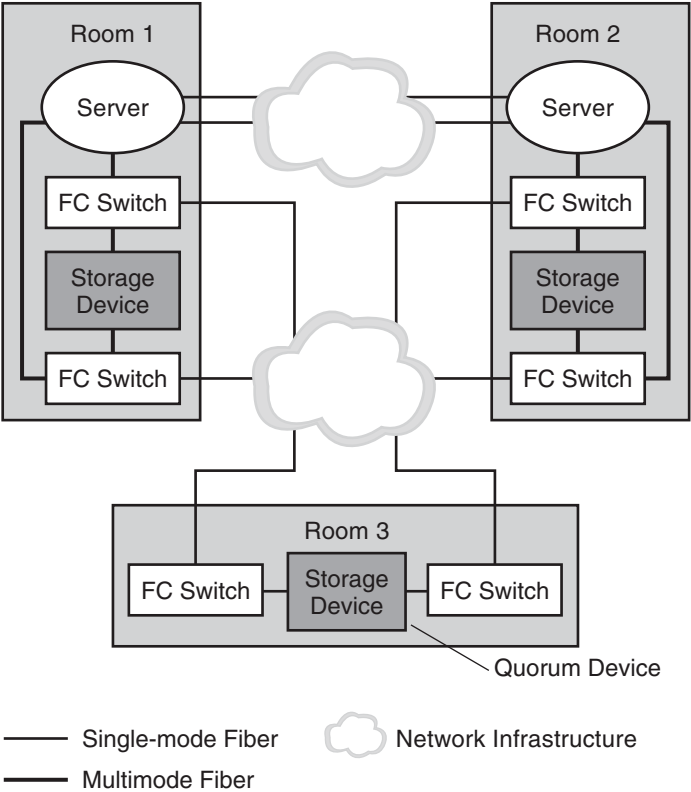 Room 1
Room 2
Server
Server
FC Switch
FC Switch
Storage
Device
Storage
Device
FC Switch
FC Switch
Room 3
FC Switch
Storage
Device
FC Switch
Quorum Device
Single-mode Fiber
Network Infrastructure
Multimode Fiber